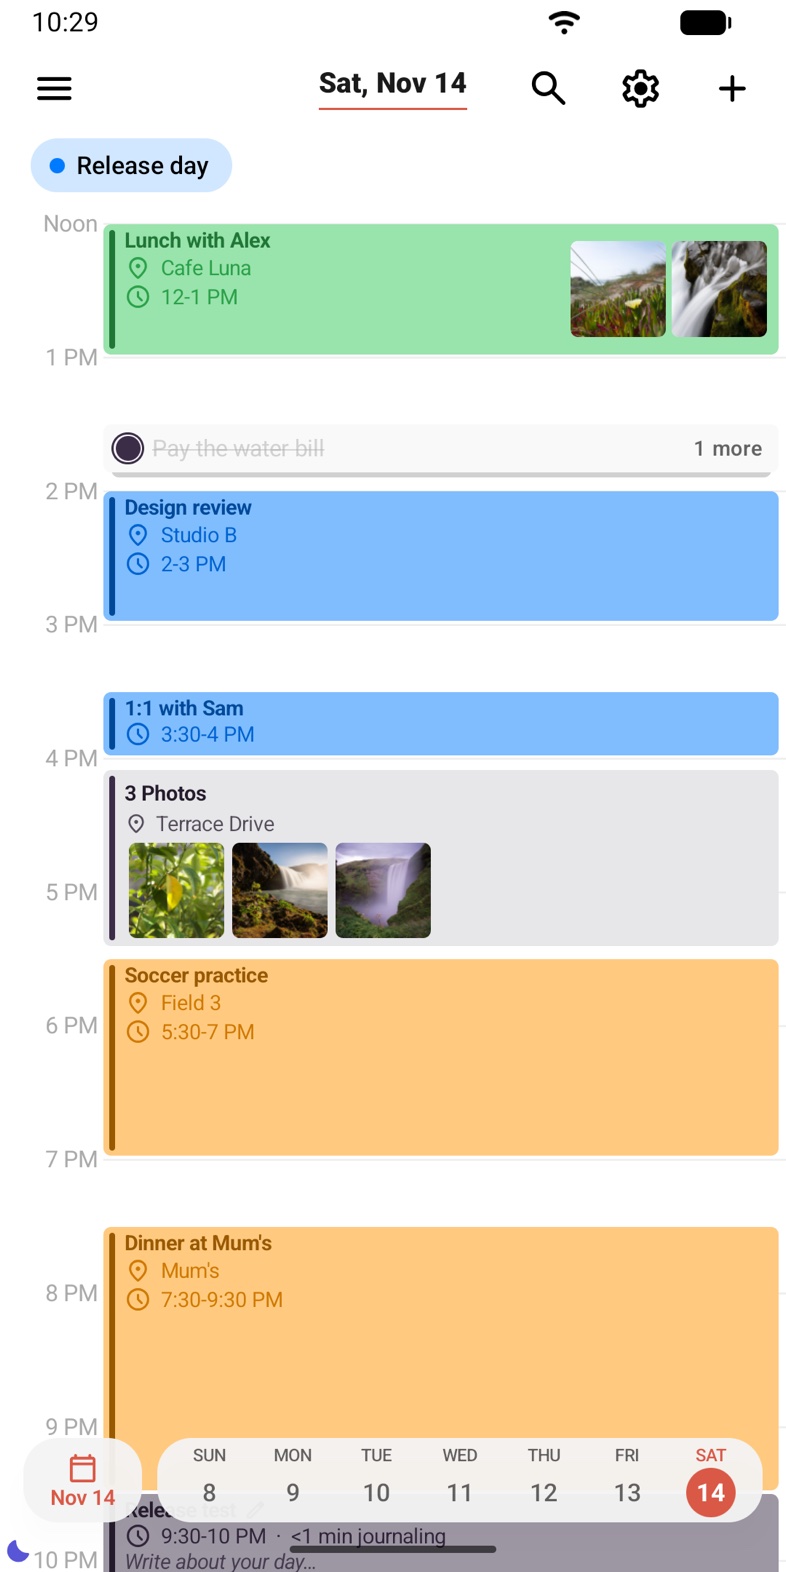 10:29
Sat, Nov 14
Release day
Noon
Lunch with Alex
Cafe Luna
12-1 PM
1 PM
Pay the water bill
1 more
2 PM
Design review
Studio B
2-3 PM
3 PM
1:1 with Sam
3:30-4 PM
4 PM
3 Photos
Terrace Drive
5 PM
Soccer practice
Field 3
5:30-7 PM
6 PM
7 PM
Dinner at Mum's
Mum's
7:30-9:30 PM
8 PM
9 PM
Nov 14
SUN MON TUE WED THU FRI SAT
8 9 10 11 12 13 14
Release test
9:30-10 PM · <1 min journaling
Write about your day...
10 PM